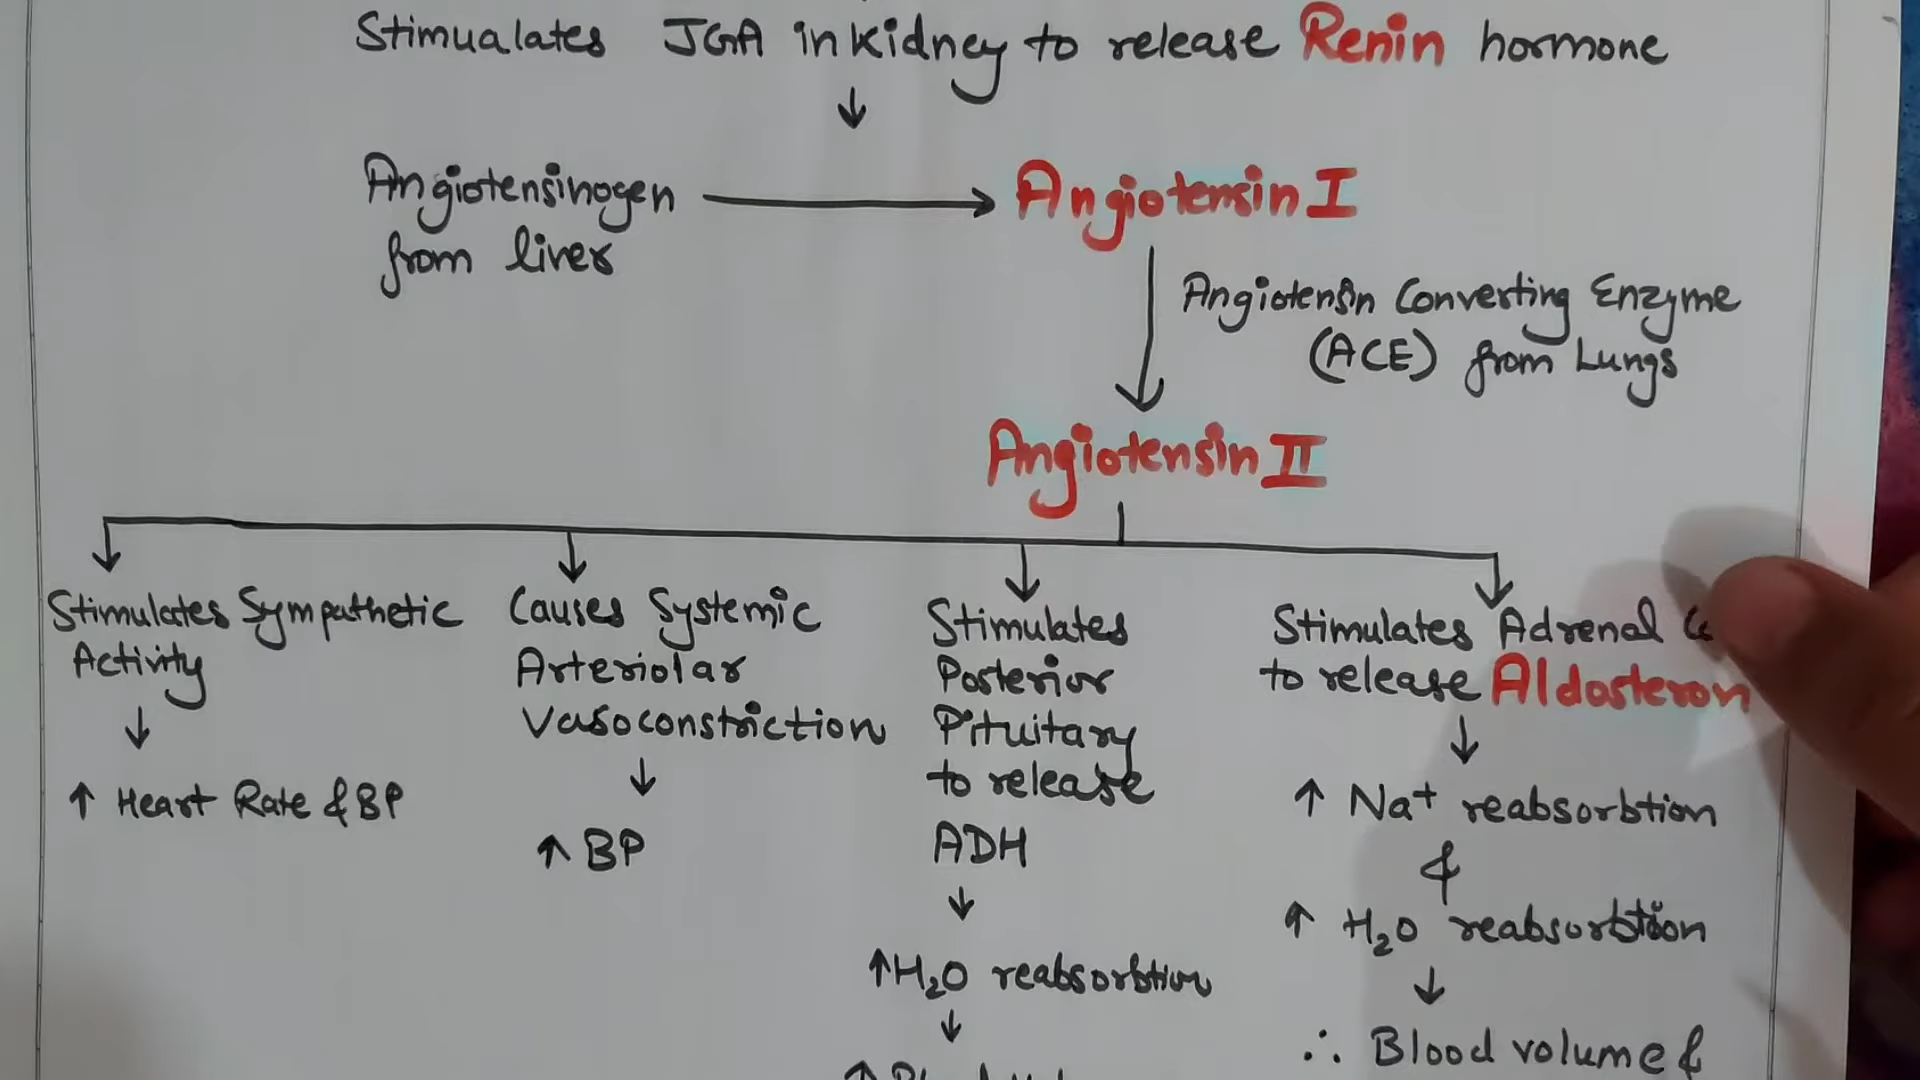 Stimualates JGA in kidney to release Renin hormone
↓
Angiotensinogen → Angiotensin I
from liver
Angiotensin Converting Enzyme
(ACE) from Lungs
Angiotensin II
Stimulates Sympathetic
Activity
↓
↑ Heart Rate & BP
Causes Systemic
Arteriolar
Vasoconstriction
↓
↑ BP
Stimulates
Posterior
Pituitary
to release
ADH
↓
↑ H₂O reabsorbtion
↓
Stimulates Adrenal
to release Aldosteron
↓
↑ Na⁺ reabsorbtion
&
↑ H₂O reabsorbtion
↓
∴ Blood volume &